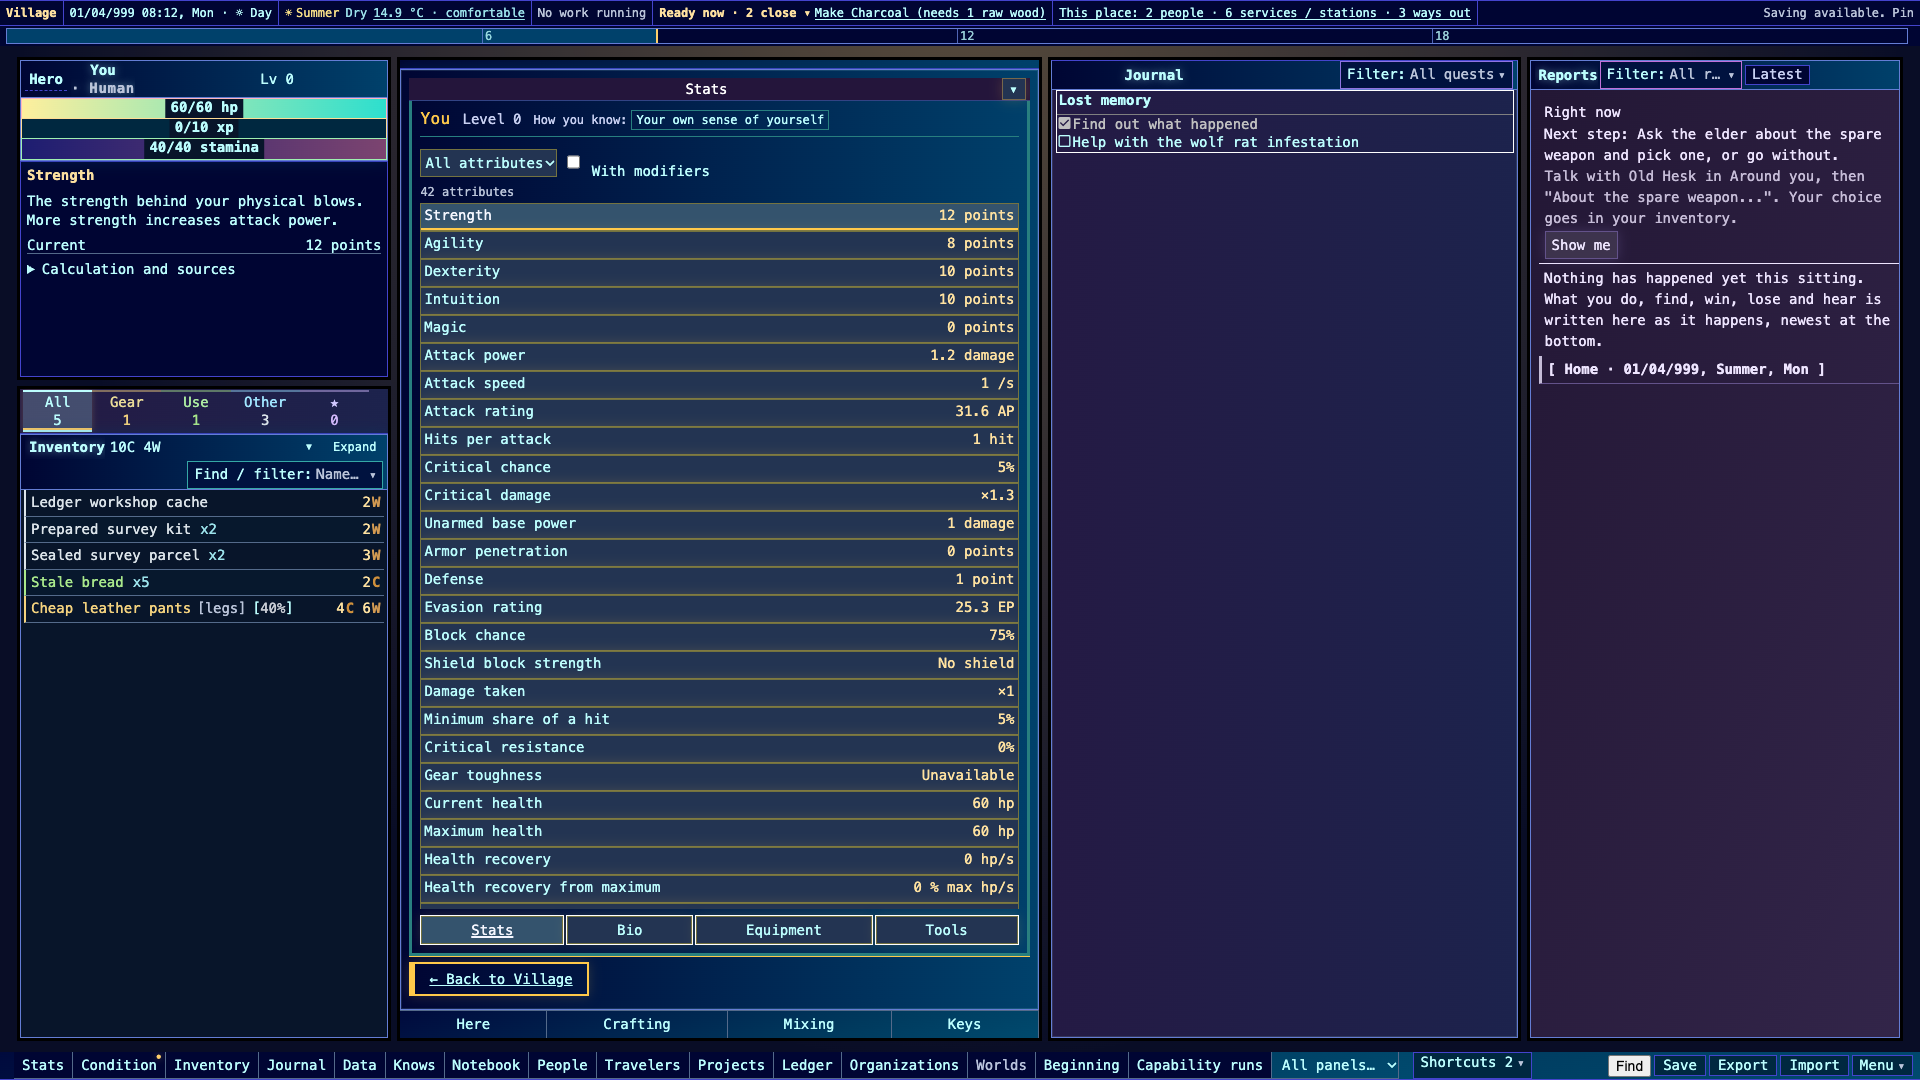 Village 01/04/999 08:12, Mon · ☀ Day ☀ Summer Dry 14.9 °C · comfortable No work running Ready now · 2 close ▾ Make Charcoal (needs 1 raw wood) This place: 2 people · 6 services / stations · 3 ways out Saving available. Pin
6 12 18
Hero · You Human Lv 0
60/60 hp
0/10 xp
40/40 stamina
Strength
The strength behind your physical blows.
More strength increases attack power.
Current 12 points
▶ Calculation and sources
All Gear Use Other ★
5 1 1 3 0
Inventory 10C 4W ▾ Expand
Find / filter: Name… ▾
Ledger workshop cache 2W
Prepared survey kit x2 2W
Sealed survey parcel x2 3W
Stale bread x5 2C
Cheap leather pants [legs] [40%] 4C 6W
Stats ▼
You Level 0 How you know: Your own sense of yourself
All attributes With modifiers
42 attributes
Strength 12 points
Agility 8 points
Dexterity 10 points
Intuition 10 points
Magic 0 points
Attack power 1.2 damage
Attack speed 1 /s
Attack rating 31.6 AP
Hits per attack 1 hit
Critical chance 5%
Critical damage ×1.3
Unarmed base power 1 damage
Armor penetration 0 points
Defense 1 point
Evasion rating 25.3 EP
Block chance 75%
Shield block strength No shield
Damage taken ×1
Minimum share of a hit 5%
Critical resistance 0%
Gear toughness Unavailable
Current health 60 hp
Maximum health 60 hp
Health recovery 0 hp/s
Health recovery from maximum 0 % max hp/s
Stats Bio Equipment Tools
← Back to Village
Here Crafting Mixing Keys
Journal Filter: All quests ▾
Lost memory
Find out what happened
Help with the wolf rat infestation
Reports Filter: All r… ▾ Latest
Right now
Next step: Ask the elder about the spare
weapon and pick one, or go without.
Talk with Old Hesk in Around you, then
"About the spare weapon...". Your choice
goes in your inventory.
Show me
Nothing has happened yet this sitting.
What you do, find, win, lose and hear is
written here as it happens, newest at the
bottom.
[ Home · 01/04/999, Summer, Mon ]
Stats Condition Inventory Journal Data Knows Notebook People Travelers Projects Ledger Organizations Worlds Beginning Capability runs All panels… Shortcuts 2 ▾ Find Save Export Import Menu ▾